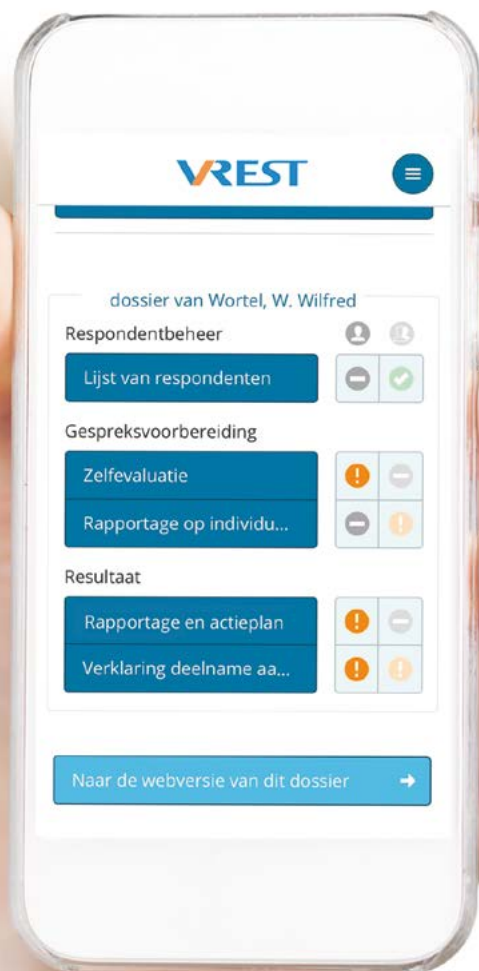 VREST
dossier van Wortel, W. Wilfred
Respondentbeheer
Lijst van respondenten
Gespreksvoorbereiding
Zelfevaluatie
Rapportage op individu...
Resultaat
Rapportage en actieplan
Verklaring deelname aa...
Naar de webversie van dit dossier